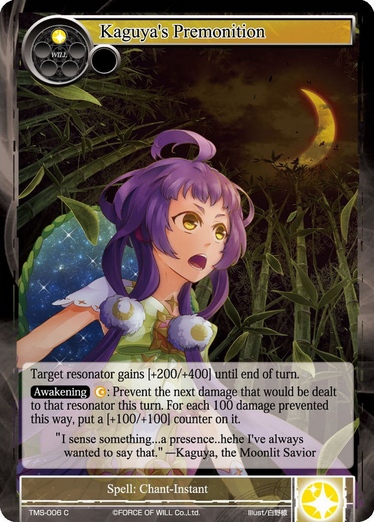 Kaguya's Premonition
WILL
Target resonator gains [+200/+400] until end of turn.
Awakening : Prevent the next damage that would be dealt
to that resonator this turn. For each 100 damage prevented
this way, put a [+100/+100] counter on it.
"I sense something...a presence..hehe I've always
wanted to say that." —Kaguya, the Moonlit Savior
Spell: Chant-Instant
TMS-006 C ©FORCE OF WILL Co.,Ltd. Illust/白野椋